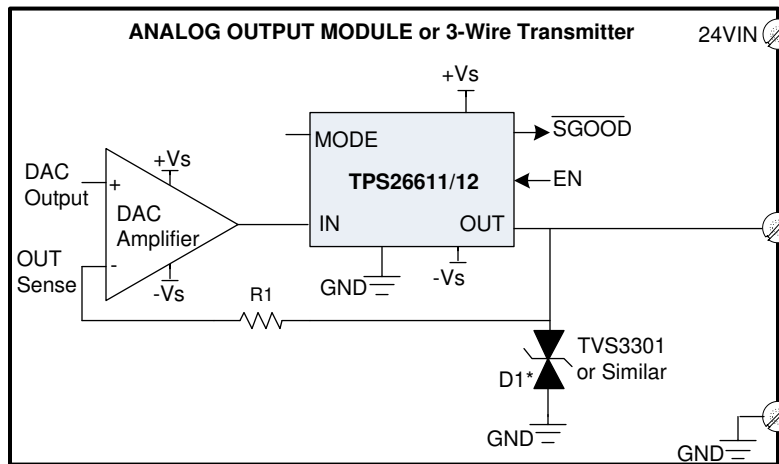 ANALOG OUTPUT MODULE or 3-Wire Transmitter
24VIN
+Vs
SGOOD
MODE
+Vs
TPS26611/12
EN
DAC
Output
+
DAC
Amplifier
IN
OUT
OUT
Sense
-
-Vs
GND
-Vs
R1
TVS3301
or Similar
D1*
GND
GND